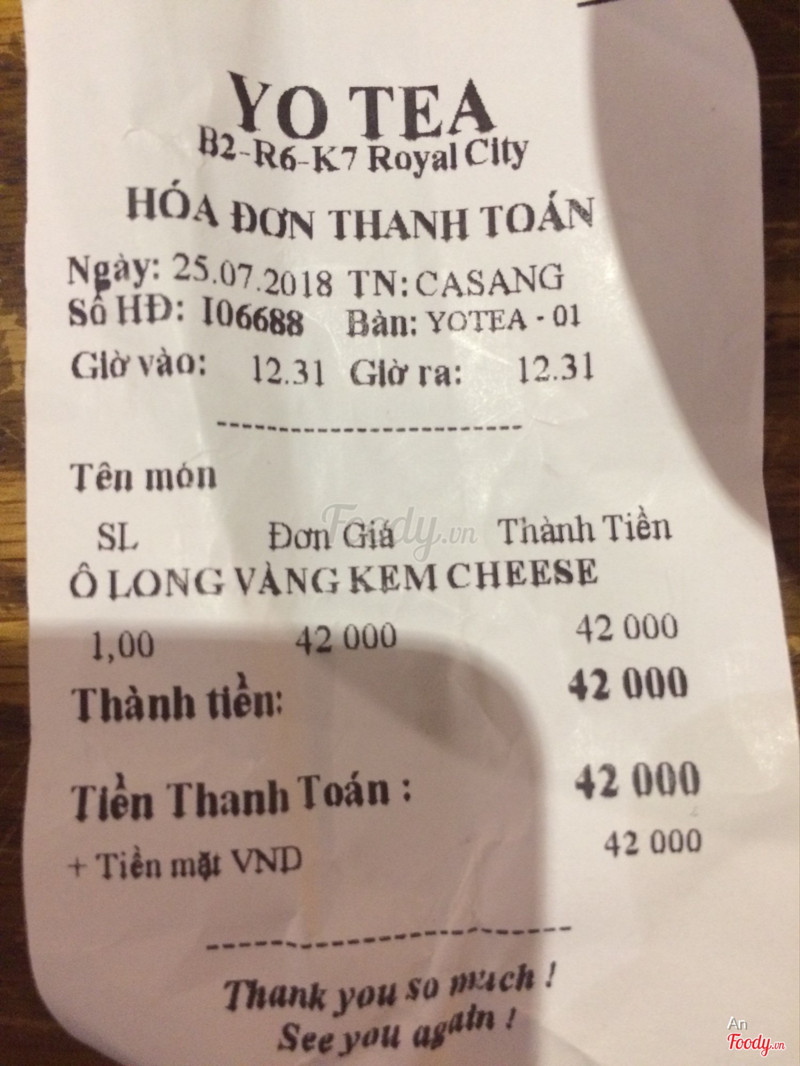 YO TEA
B2-R6-K7 Royal City
HÓA ĐƠN THANH TOÁN
Ngày: 25.07.2018 TN: CASANG
Số HĐ: I06688 Bàn: YOTEA - 01
Giờ vào: 12.31 Giờ ra: 12.31
Tên món
SL Đơn Giá Thành Tiền
Ô LONG VÀNG KEM CHEESE
1,00 42 000 42 000
Thành tiền: 42 000
Tiền Thanh Toán : 42 000
+ Tiền mặt VND 42 000
Thank you so much !
See you again !
Foody.vn
An
Foody.vn